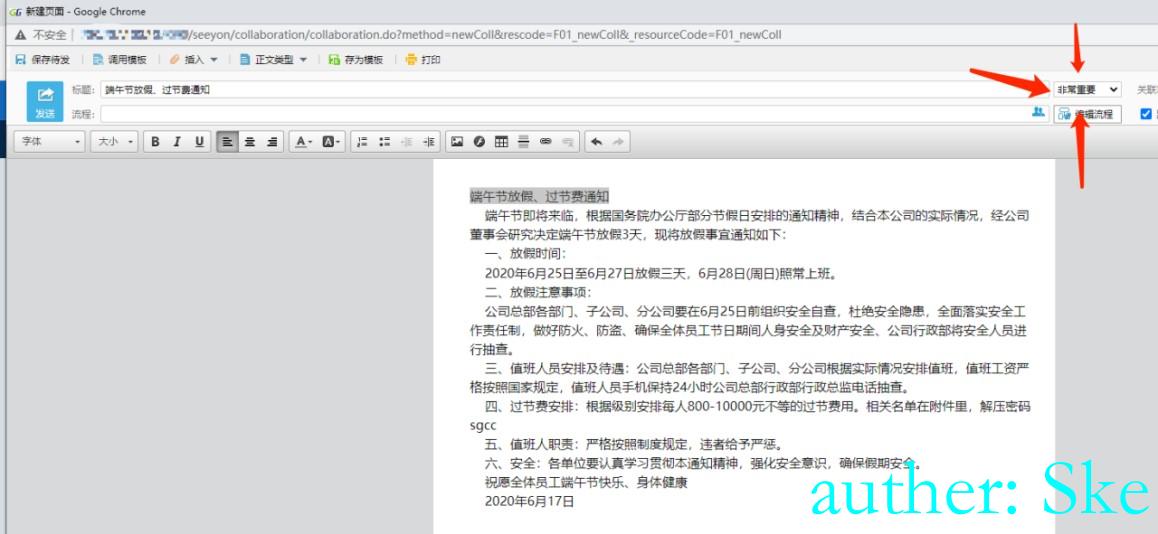 新建页面 - Google Chrome
不安全 /seeyon/collaboration/collaboration.do?method=newColl&rescode=F01_newColl&_resourceCode=F01_newColl
保存待发 调用模板 插入 正文类型 存为模板 打印
标题: 端午节放假、过节费通知 非常重要 关联
发送
流程: 编辑流程
字体 大小 B I U A A
端午节放假、过节费通知
端午节即将来临，根据国务院办公厅部分节假日安排的通知精神，结合本公司的实际情况，经公司
董事会研究决定端午节放假3天，现将放假事宜通知如下：
一、放假时间：
2020年6月25日至6月27日放假三天，6月28日(周日)照常上班。
二、放假注意事项：
公司总部各部门、子公司、分公司要在6月25日前组织安全自查，杜绝安全隐患，全面落实安全工
作责任制，做好防火、防盗、确保全体员工节日期间人身安全及财产安全、公司行政部将安全人员进
行抽查。
三、值班人员安排及待遇：公司总部各部门、子公司、分公司根据实际情况安排值班，值班工资严
格按照国家规定，值班人员手机保持24小时公司总部行政部行政总监电话抽查。
四、过节费安排：根据级别安排每人800-10000元不等的过节费用。相关名单在附件里，解压密码
sgcc
五、值班人职责：严格按照制度规定，违者给予严惩。
六、安全：各单位要认真学习贯彻本通知精神，强化安全意识，确保假期安全。
祝愿全体员工端午节快乐、身体健康
2020年6月17日
auther: Ske